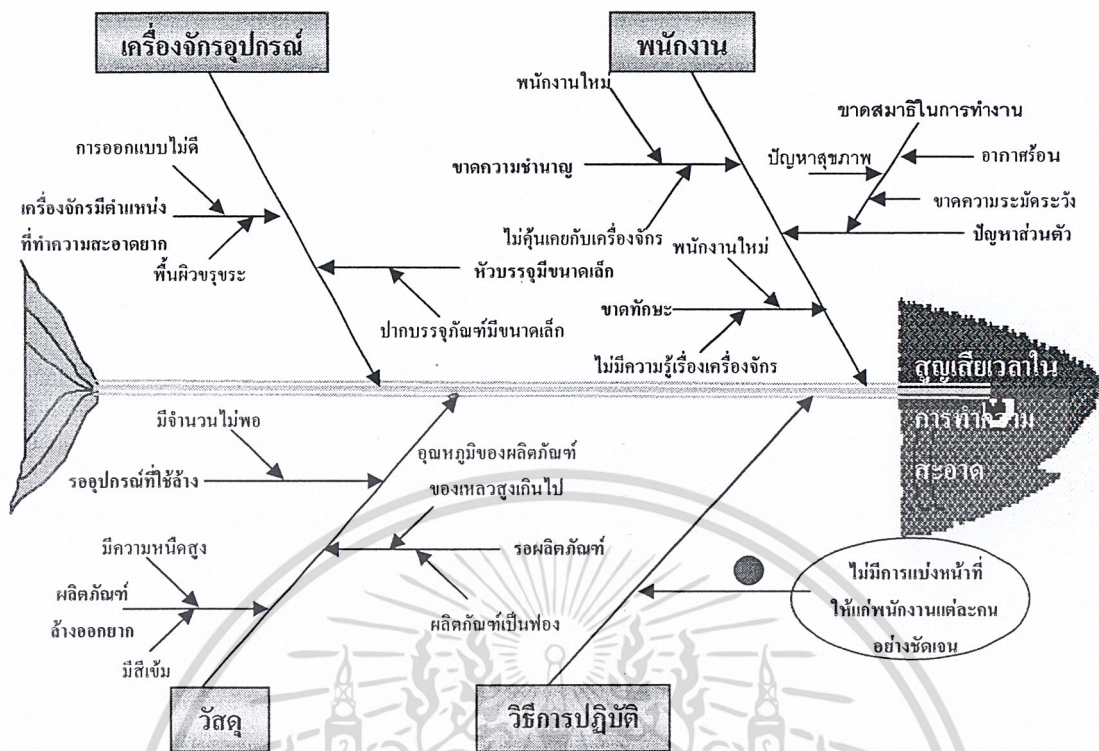 เครื่องจักรอุปกรณ์
พนักงาน
พนักงานใหม่
ขาดสมาธิในการทำงาน
การออกแบบไม่ดี
ขาดความชำนาญ
ปัญหาสุขภาพ
อากาศร้อน
เครื่องจักรมีตำแหน่ง
ที่ทำความสะอาดยาก
ขาดความระมัดระวัง
ไม่คุ้นเคยกับเครื่องจักร
พนักงานใหม่
ปัญหาส่วนตัว
พื้นผิวขรุขระ
หัวบรรจุมีขนาดเล็ก
ขาดทักษะ
ปากบรรจุภัณฑ์มีขนาดเล็ก
ไม่มีความรู้เรื่องเครื่องจักร
สูญเสียเวลาใน
การทำความ
สะอาด
มีจำนวนไม่พอ
รออุปกรณ์ที่ใช้ล้าง
อุณหภูมิของผลิตภัณฑ์
ของเหลวสูงเกินไป
มีความหนืดสูง
รอผลิตภัณฑ์
ผลิตภัณฑ์
ล้างออกยาก
ผลิตภัณฑ์เป็นฟอง
มีสีเข้ม
ไม่มีการแบ่งหน้าที่
ให้แก่พนักงานแต่ละคน
อย่างชัดเจน
วัสดุ
วิธีการปฏิบัติ